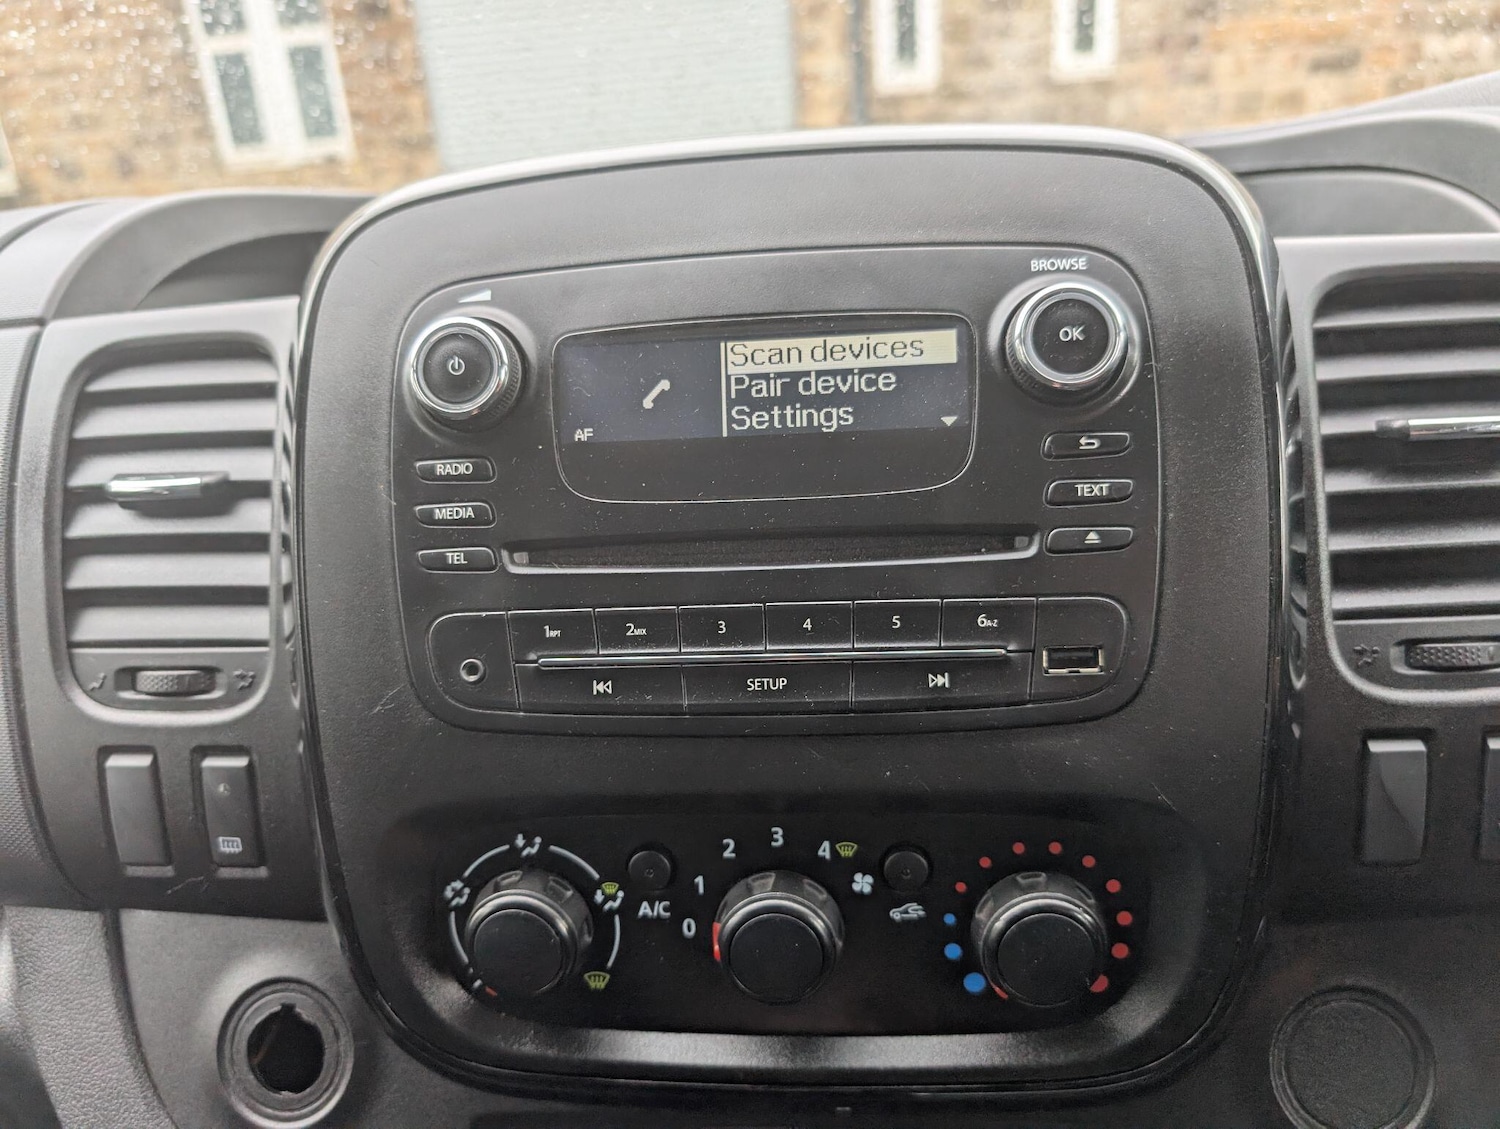 BROWSE
OK
Scan devices
Pair device
Settings
AF
RADIO
MEDIA
TEL
TEXT
1RPT 2MIX 3 4 5 6A-Z
SETUP
0 1 2 3 4
A/C